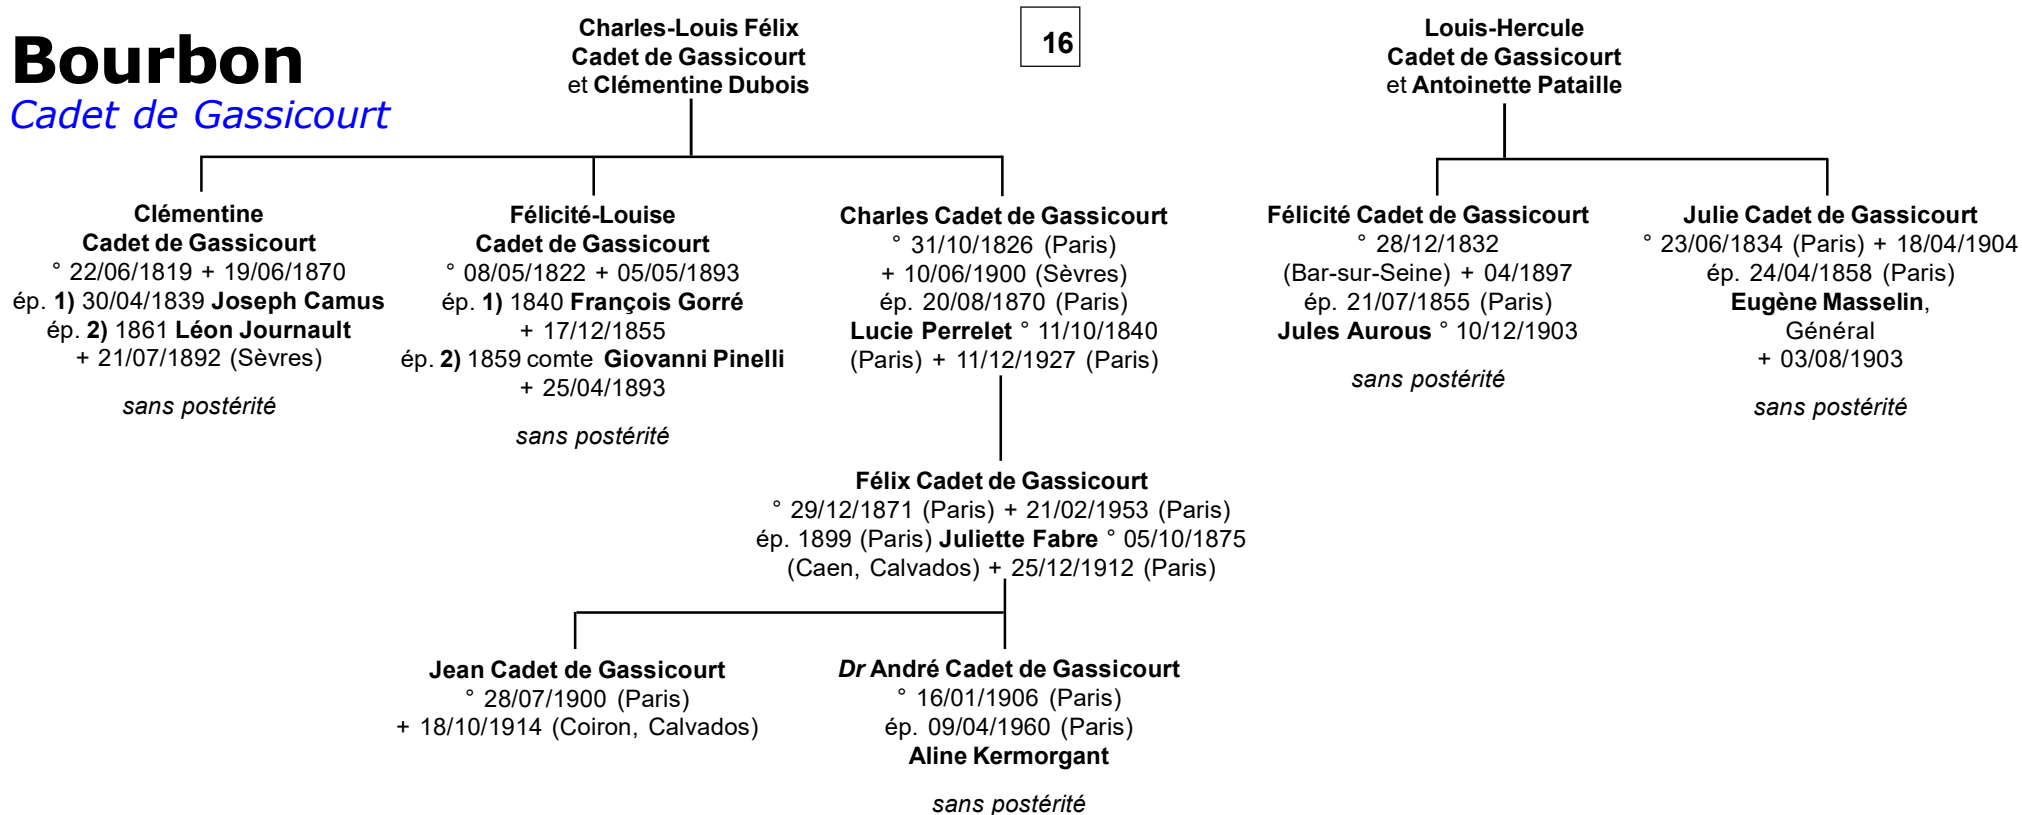 Bourbon
Cadet de Gassicourt
Charles-Louis Félix
Cadet de Gassicourt
et Clémentine Dubois
16
Louis-Hercule
Cadet de Gassicourt
et Antoinette Pataille
Clémentine
Cadet de Gassicourt
° 22/06/1819 + 19/06/1870
ép. 1) 30/04/1839 Joseph Camus
ép. 2) 1861 Léon Journault
+ 21/07/1892 (Sèvres)
sans postérité
Félicité-Louise
Cadet de Gassicourt
° 08/05/1822 + 05/05/1893
ép. 1) 1840 François Gorré
+ 17/12/1855
ép. 2) 1859 comte Giovanni Pinelli
+ 25/04/1893
sans postérité
Charles Cadet de Gassicourt
° 31/10/1826 (Paris)
+ 10/06/1900 (Sèvres)
ép. 20/08/1870 (Paris)
Lucie Perrelet ° 11/10/1840
(Paris) + 11/12/1927 (Paris)
Félicité Cadet de Gassicourt
° 28/12/1832
(Bar-sur-Seine) + 04/1897
ép. 21/07/1855 (Paris)
Jules Aurous ° 10/12/1903
sans postérité
Julie Cadet de Gassicourt
° 23/06/1834 (Paris) + 18/04/1904
ép. 24/04/1858 (Paris)
Eugène Masselin,
Général
+ 03/08/1903
sans postérité
Félix Cadet de Gassicourt
° 29/12/1871 (Paris) + 21/02/1953 (Paris)
ép. 1899 (Paris) Juliette Fabre ° 05/10/1875
(Caen, Calvados) + 25/12/1912 (Paris)
Jean Cadet de Gassicourt
° 28/07/1900 (Paris)
+ 18/10/1914 (Coiron, Calvados)
Dr André Cadet de Gassicourt
° 16/01/1906 (Paris)
ép. 09/04/1960 (Paris)
Aline Kermorgant
sans postérité